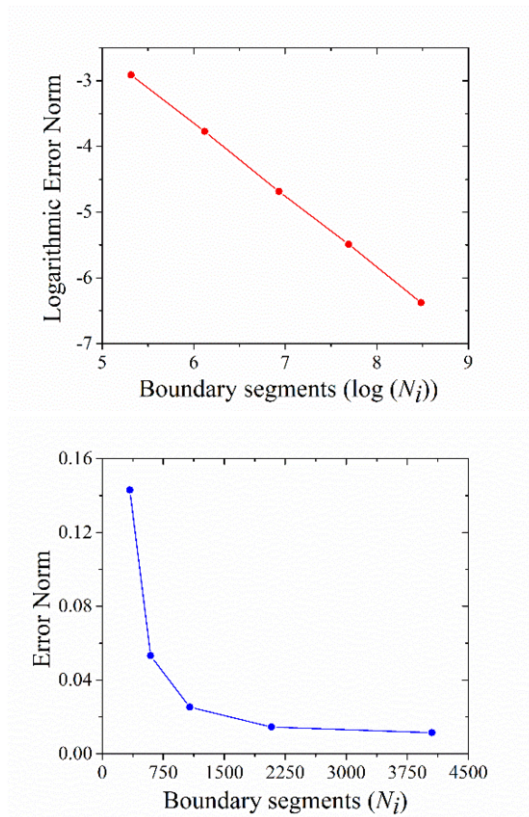 -3
-4
-5
-6
-7
Logarithmic Error Norm
5 6 7 8 9
Boundary segments (log (Ni))
0.16
0.12
0.08
0.04
0.00
Error Norm
0 750 1500 2250 3000 3750 4500
Boundary segments (Ni)